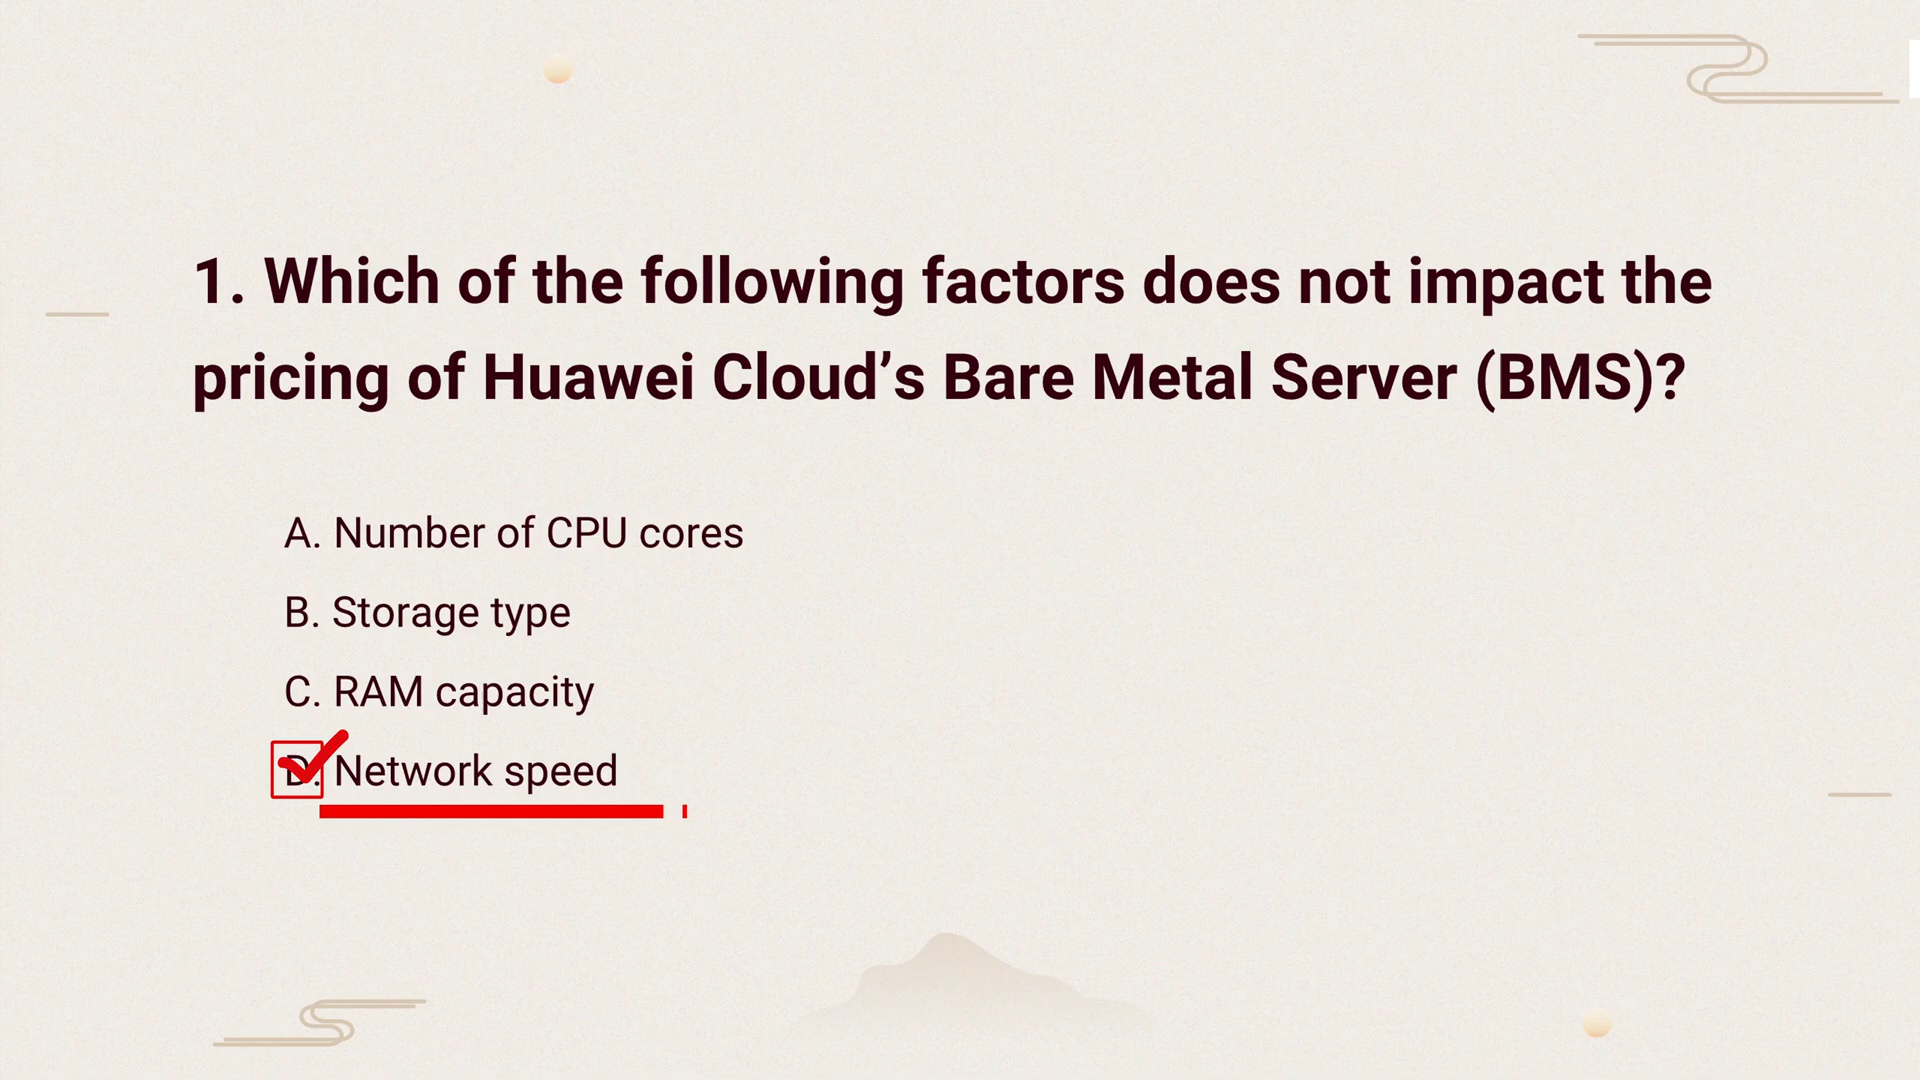 1. Which of the following factors does not impact the
pricing of Huawei Cloud’s Bare Metal Server (BMS)?
A. Number of CPU cores
B. Storage type
C. RAM capacity
D. Network speed